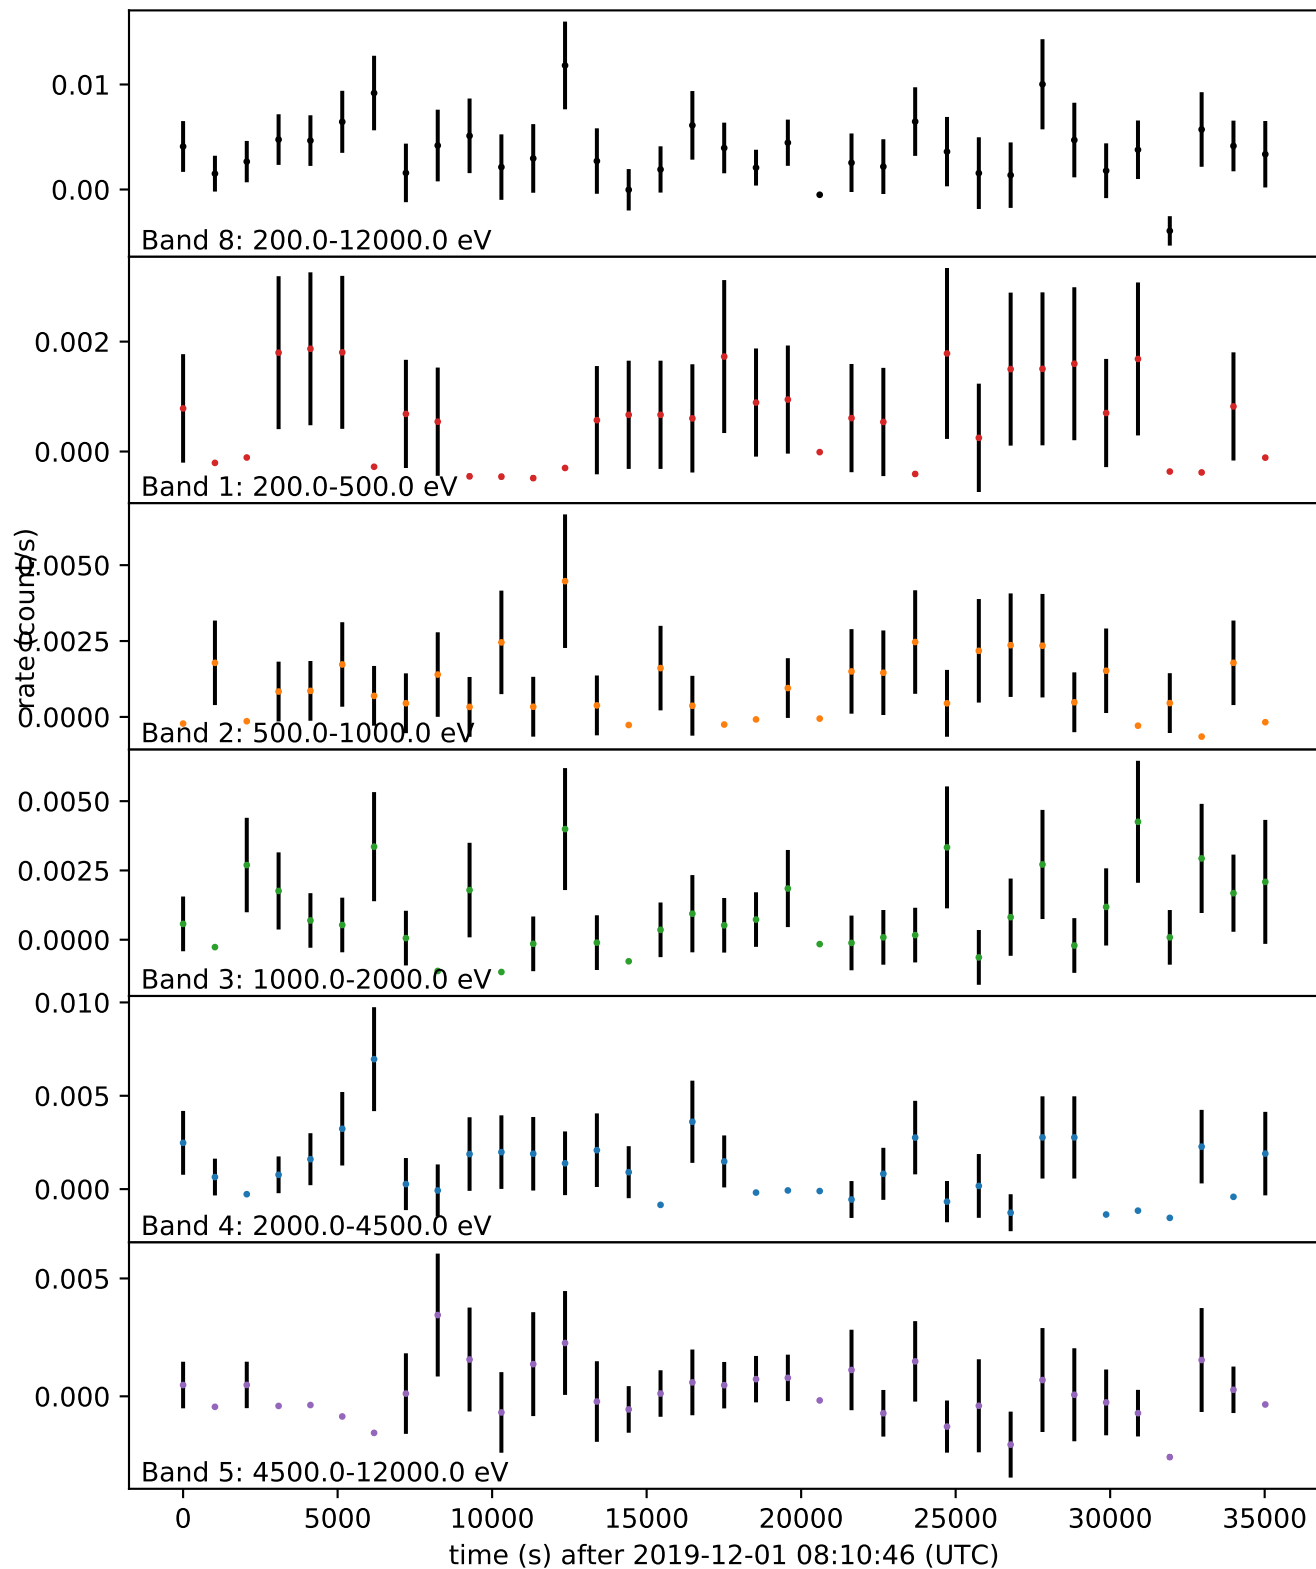 0.01
0.00
Band 8: 200.0-12000.0 eV
0.002
0.000
Band 1: 200.0-500.0 eV
rate (count/s)
0.0050
0.0025
0.0000
Band 2: 500.0-1000.0 eV
0.0050
0.0025
0.0000
Band 3: 1000.0-2000.0 eV
0.010
0.005
0.000
Band 4: 2000.0-4500.0 eV
0.005
0.000
Band 5: 4500.0-12000.0 eV
0 5000 10000 15000 20000 25000 30000 35000
time (s) after 2019-12-01 08:10:46 (UTC)